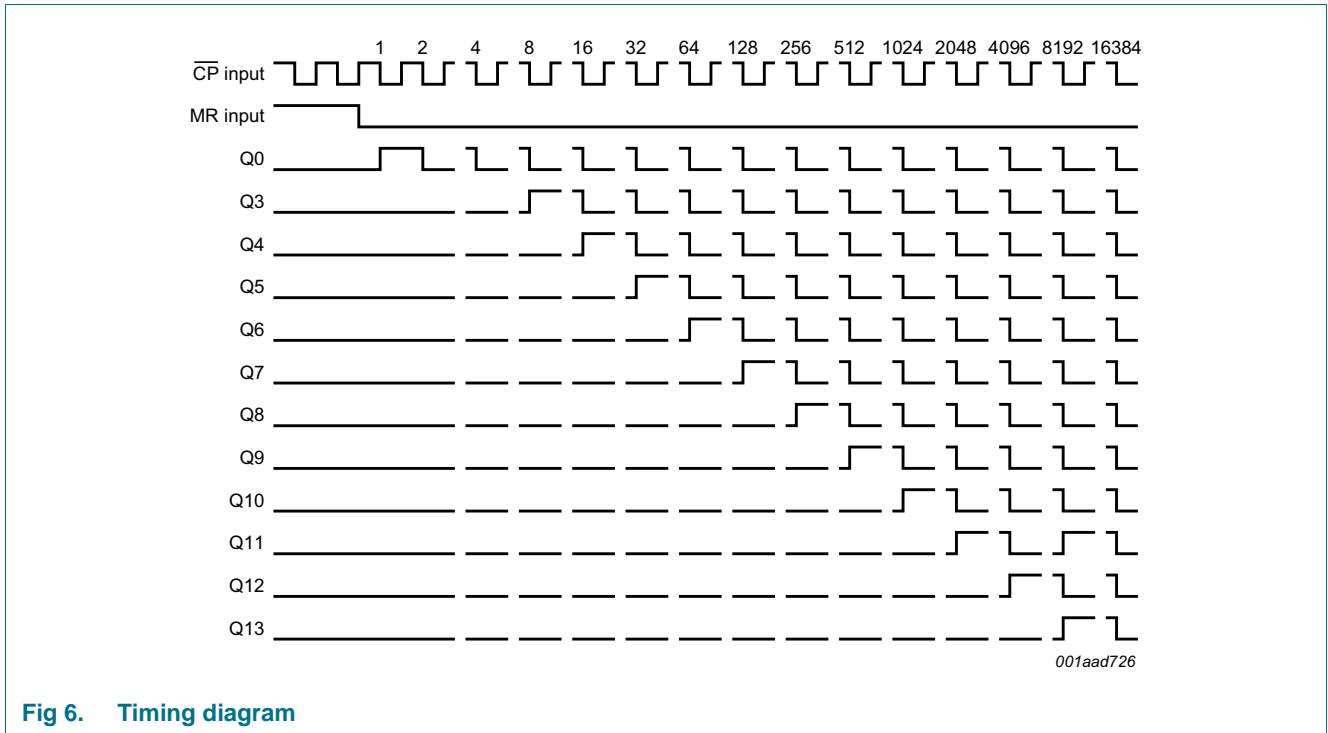 1 2 4 8 16 32 64 128 256 512 1024 2048 4096 8192 16384
C̅P̅ input
MR input
Q0
Q3
Q4
Q5
Q6
Q7
Q8
Q9
Q10
Q11
Q12
Q13
001aad726
Fig 6. Timing diagram